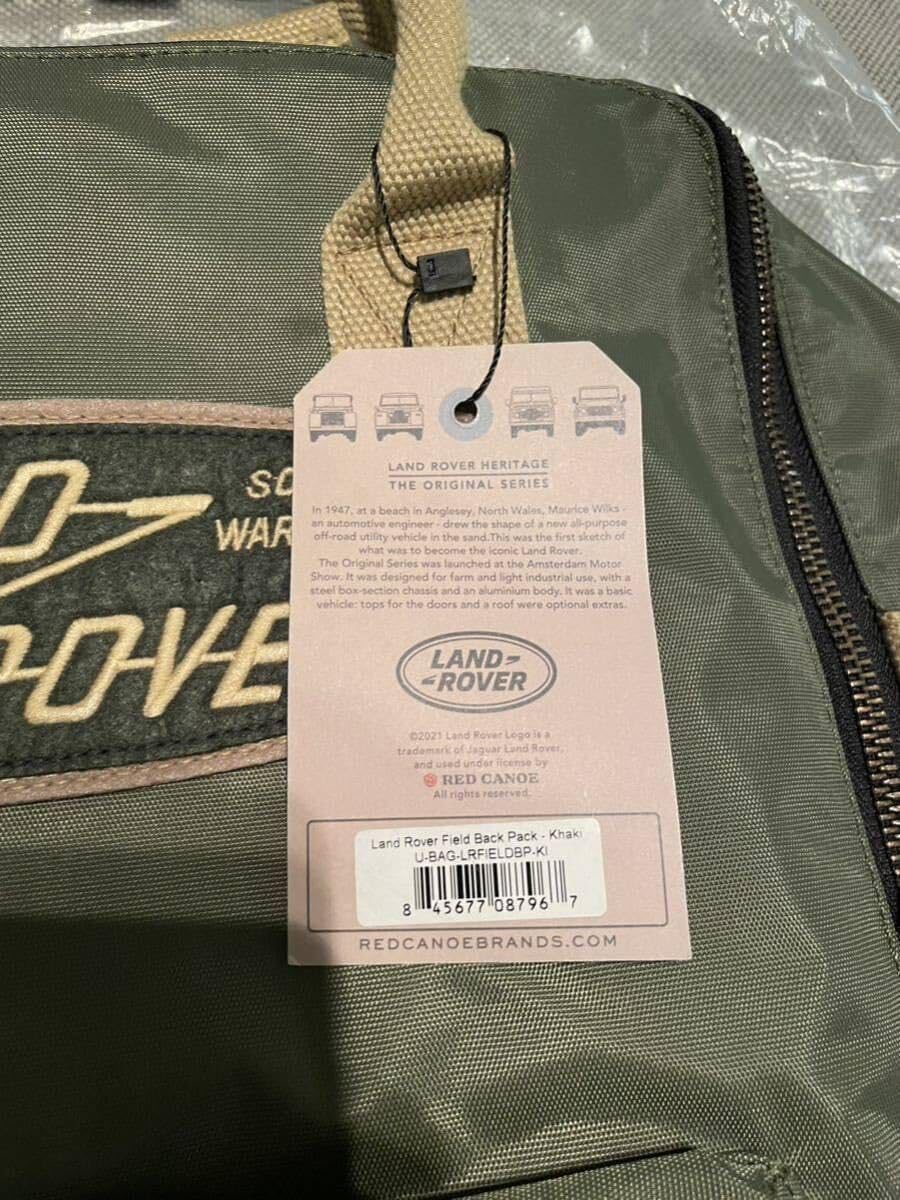 SO
WAR
D
ROVE
LAND ROVER HERITAGE
THE ORIGINAL SERIES
In 1947, at a beach in Anglesey, North Wales, Maurice Wilks -
an automotive engineer - drew the shape of a new all-purpose
off-road utility vehicle in the sand.This was the first sketch of
what was to become the iconic Land Rover.
The Original Series was launched at the Amsterdam Motor
Show. It was designed for farm and light industrial use, with a
steel box-section chassis and an aluminium body. It was a basic
vehicle: tops for the doors and a roof were optional extras.
LAND
ROVER
©2021 Land Rover Logo is a
trademark of Jaguar Land Rover,
and used under license by
RED CANOE
All rights reserved.
Land Rover Field Back Pack - Khaki
U-BAG-LRFIELDBP-KI
8 45677 08796 7
REDCANOEBRANDS.COM